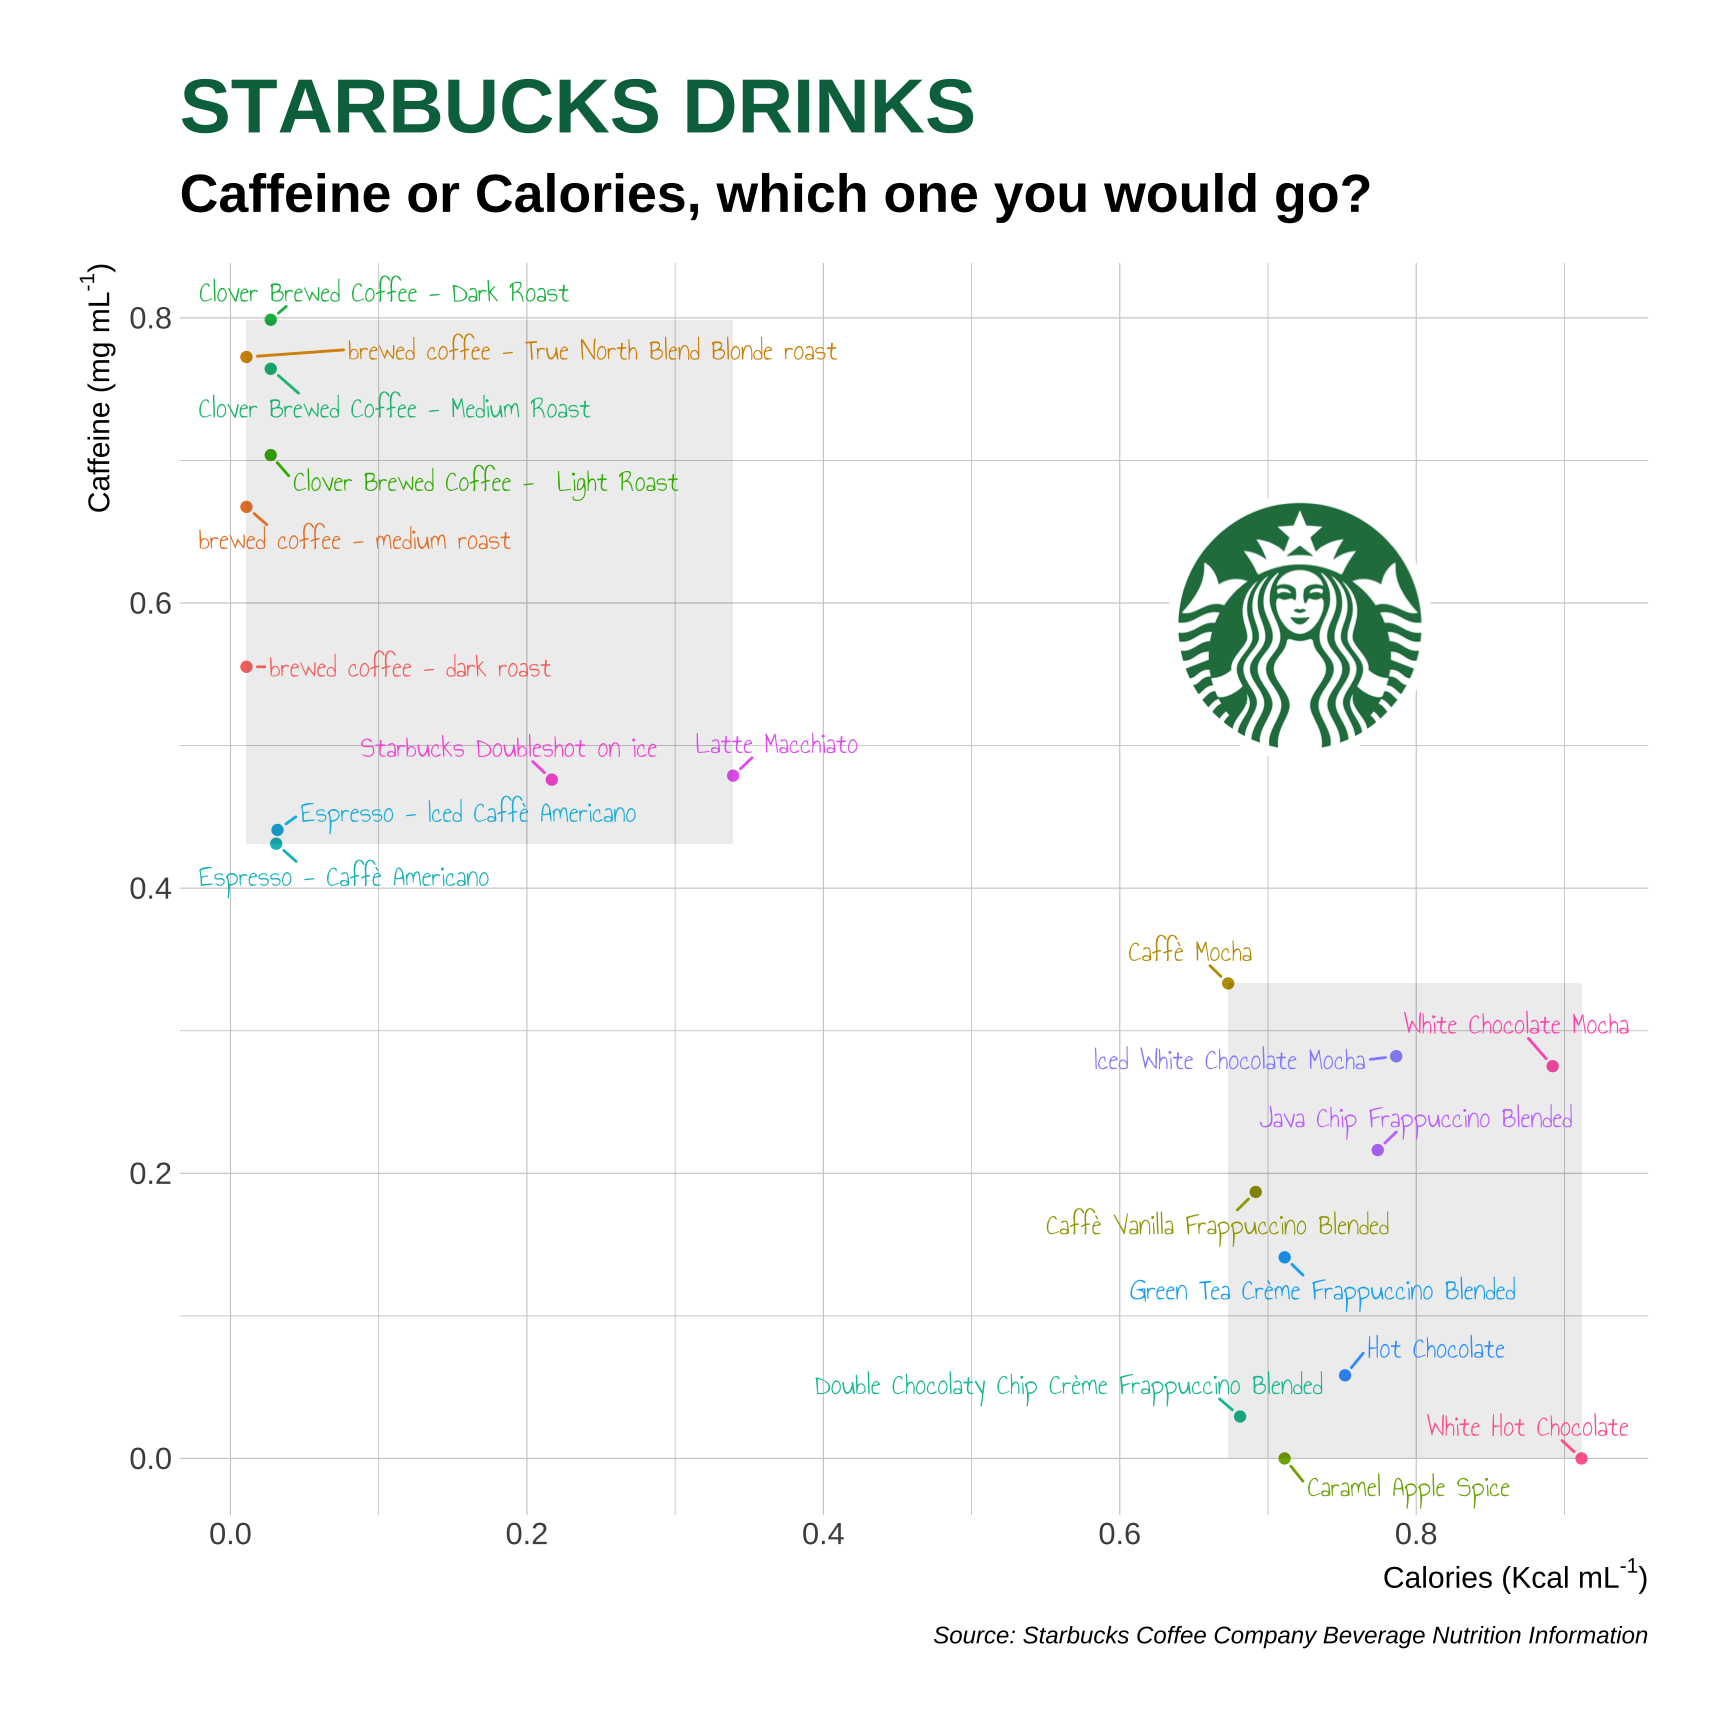 STARBUCKS DRINKS
Caffeine or Calories, which one you would go?
Caffeine (mg mL-1)
0.8
0.6
0.4
0.2
0.0
Clover Brewed Coffee - Dark Roast
brewed coffee - True North Blend Blonde roast
Clover Brewed Coffee - Medium Roast
Clover Brewed Coffee -  Light Roast
brewed coffee - medium roast
brewed coffee - dark roast
Starbucks Doubleshot on ice
Latte Macchiato
Espresso - Iced Caffè Americano
Espresso - Caffè Americano
Caffè Mocha
White Chocolate Mocha
Iced White Chocolate Mocha
Java Chip Frappuccino Blended
Caffè Vanilla Frappuccino Blended
Green Tea Crème Frappuccino Blended
Hot Chocolate
Double Chocolaty Chip Crème Frappuccino Blended
White Hot Chocolate
Caramel Apple Spice
0.0 0.2 0.4 0.6 0.8
Calories (Kcal mL-1)
Source: Starbucks Coffee Company Beverage Nutrition Information